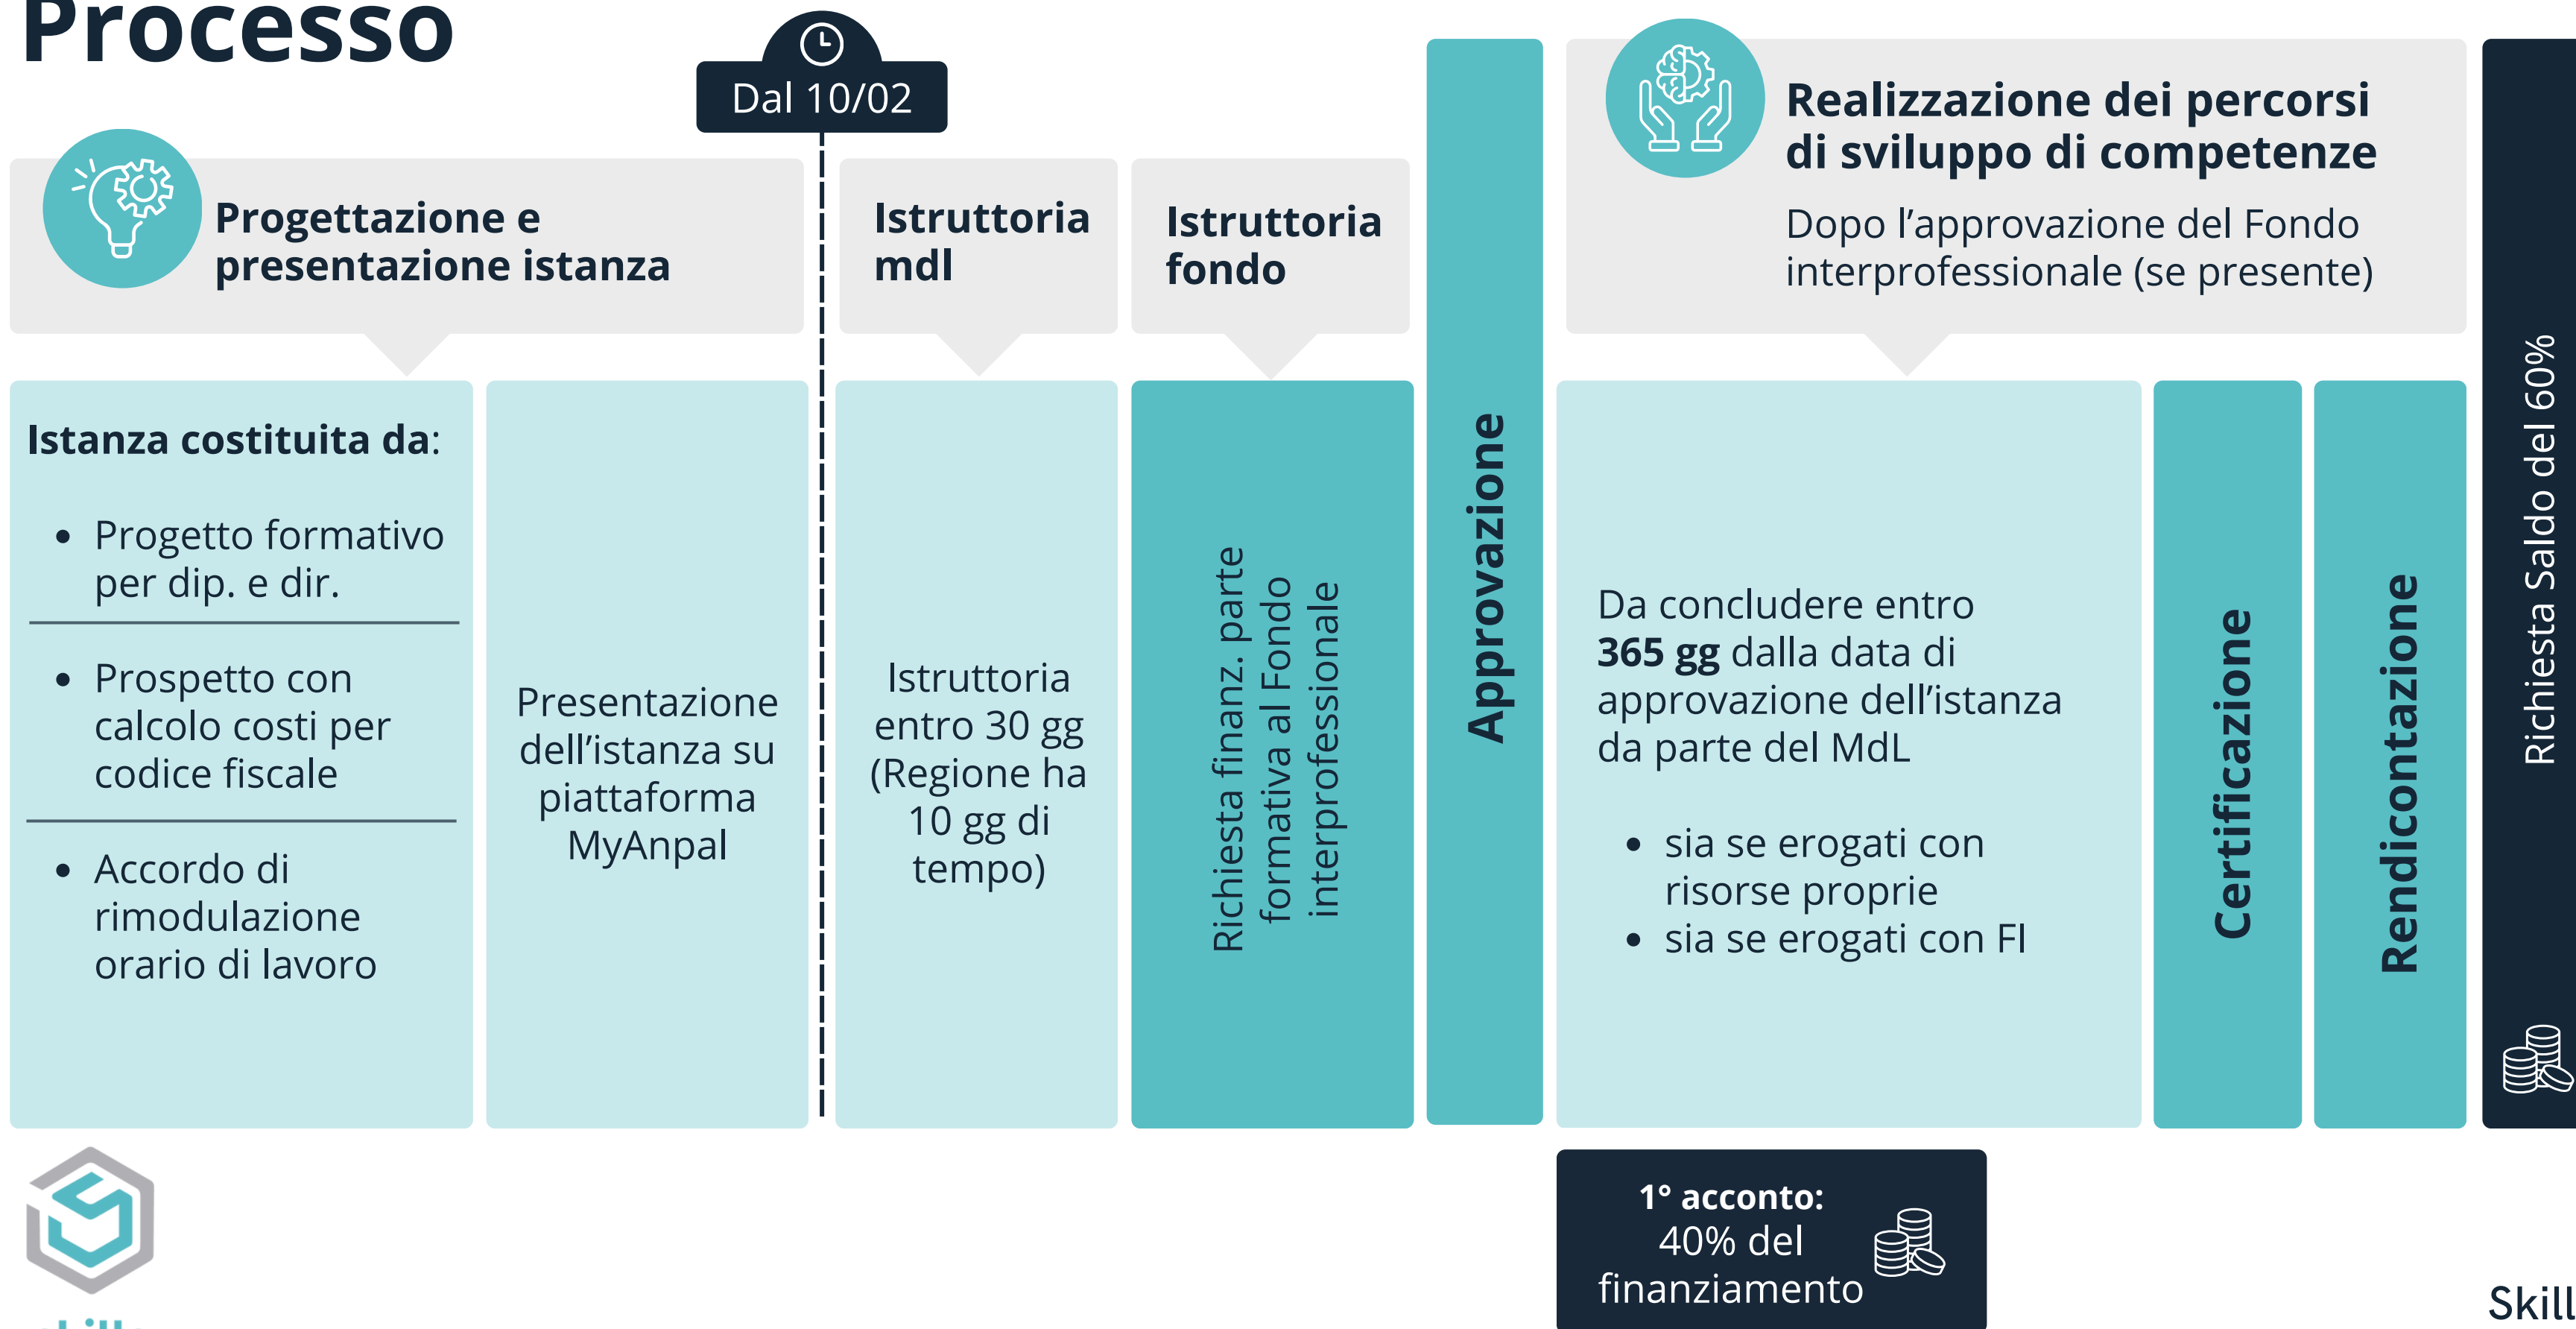 Processo
Dal 10/02
Progettazione e
presentazione istanza
Istanza costituita da:
• Progetto formativo
per dip. e dir.
• Prospetto con
calcolo costi per
codice fiscale
• Accordo di
rimodulazione
orario di lavoro
Presentazione
dell’istanza su
piattaforma
MyAnpal
Istruttoria
mdl
Istruttoria
entro 30 gg
(Regione ha
10 gg di
tempo)
Istruttoria
fondo
Richiesta finanz. parte
formativa al Fondo
interprofessionale
Approvazione
Realizzazione dei percorsi
di sviluppo di competenze
Dopo l’approvazione del Fondo
interprofessionale (se presente)
Da concludere entro
365 gg dalla data di
approvazione dell’istanza
da parte del MdL
• sia se erogati con
risorse proprie
• sia se erogati con FI
Certificazione
Rendicontazione
Richiesta Saldo del 60%
1° acconto:
40% del
finanziamento
Skill